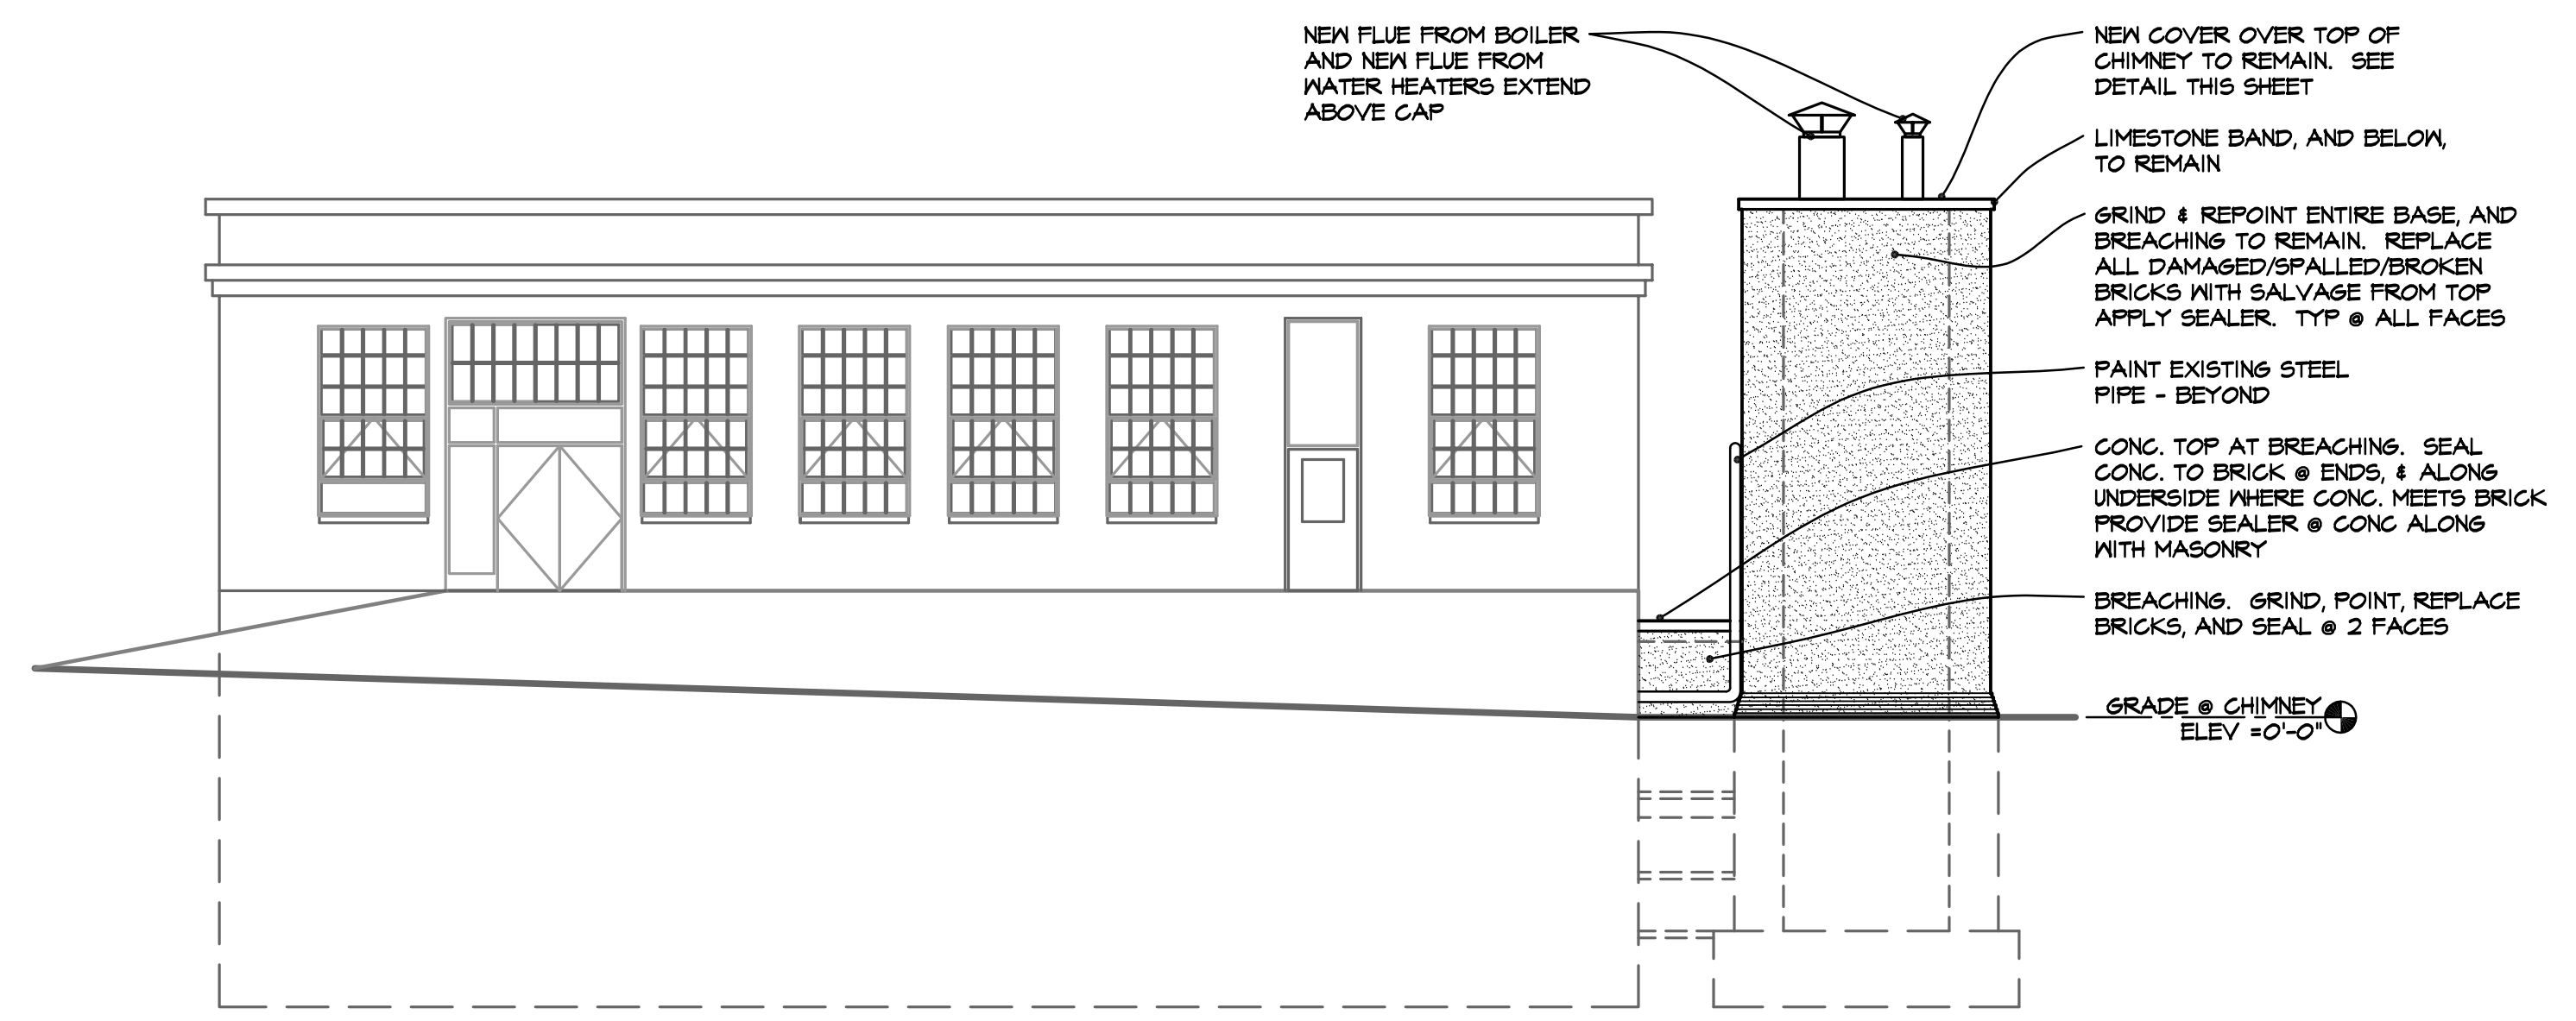 NEW FLUE FROM BOILER
AND NEW FLUE FROM
WATER HEATERS EXTEND
ABOVE CAP
NEW COVER OVER TOP OF
CHIMNEY TO REMAIN. SEE
DETAIL THIS SHEET
LIMESTONE BAND, AND BELOW,
TO REMAIN
GRIND & REPOINT ENTIRE BASE, AND
BREACHING TO REMAIN. REPLACE
ALL DAMAGED/SPALLED/BROKEN
BRICKS WITH SALVAGE FROM TOP
APPLY SEALER. TYP @ ALL FACES
PAINT EXISTING STEEL
PIPE - BEYOND
CONC. TOP AT BREACHING. SEAL
CONC. TO BRICK @ ENDS, & ALONG
UNDERSIDE WHERE CONC. MEETS BRICK
PROVIDE SEALER @ CONC ALONG
WITH MASONRY
BREACHING. GRIND, POINT, REPLACE
BRICKS, AND SEAL @ 2 FACES
GRADE @ CHIMNEY
ELEV =0'-0"